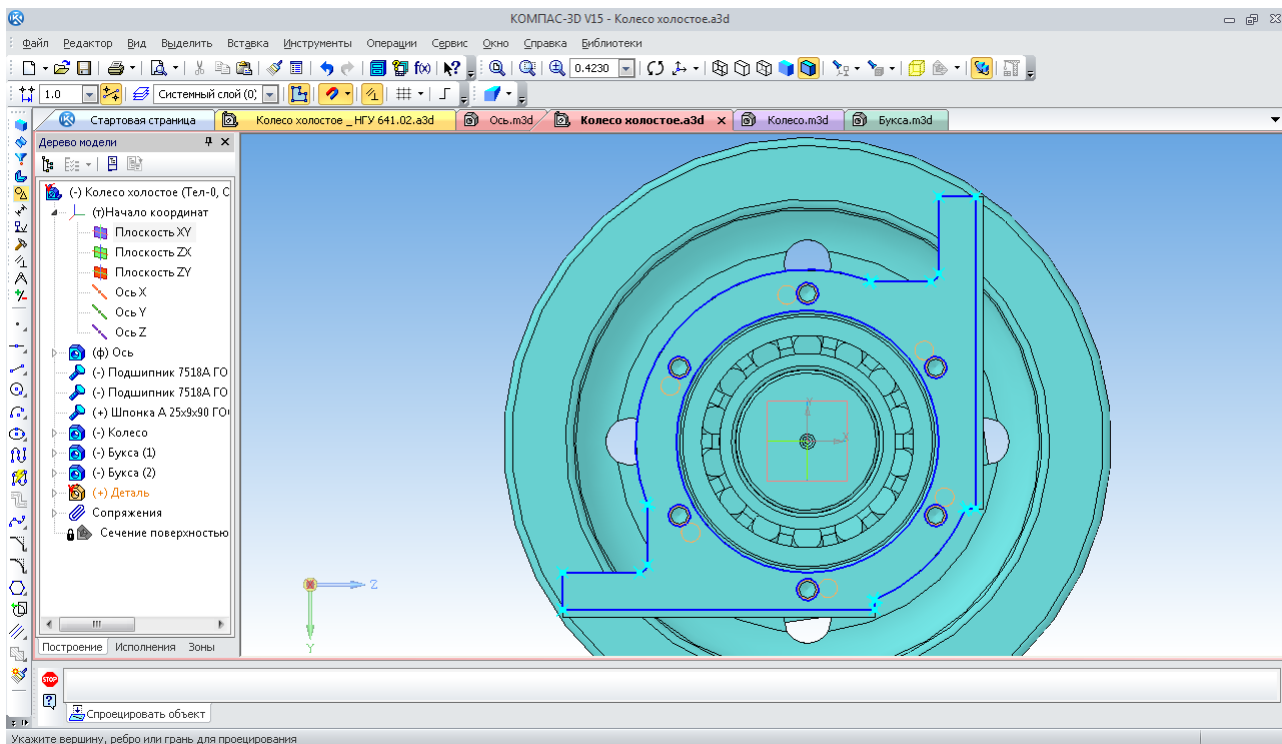 КОМПАС-3D V15 - Колесо холостое.a3d
Файл Редактор Вид Выделить Вставка Инструменты Операции Сервис Окно Справка Библиотеки
0.4230
1.0 Системный слой (0)
Стартовая страница Колесо холостое _ НГУ 641.02.a3d Ось.m3d Колесо холостое.a3d Колесо.m3d Букса.m3d
Дерево модели
(-) Колесо холостое (Тел-0, С
(т)Начало координат
Плоскость XY
Плоскость ZX
Плоскость ZY
Ось X
Ось Y
Ось Z
(ф) Ось
(-) Подшипник 7518А ГО
(-) Подшипник 7518А ГО
(+) Шпонка А 25x9x90 ГО
(-) Колесо
(-) Букса (1)
(-) Букса (2)
(+) Деталь
Сопряжения
Сечение поверхностью
Z
Y
X
Построение Исполнения Зоны
STOP
Спроецировать объект
Укажите вершину, ребро или грань для проецирования